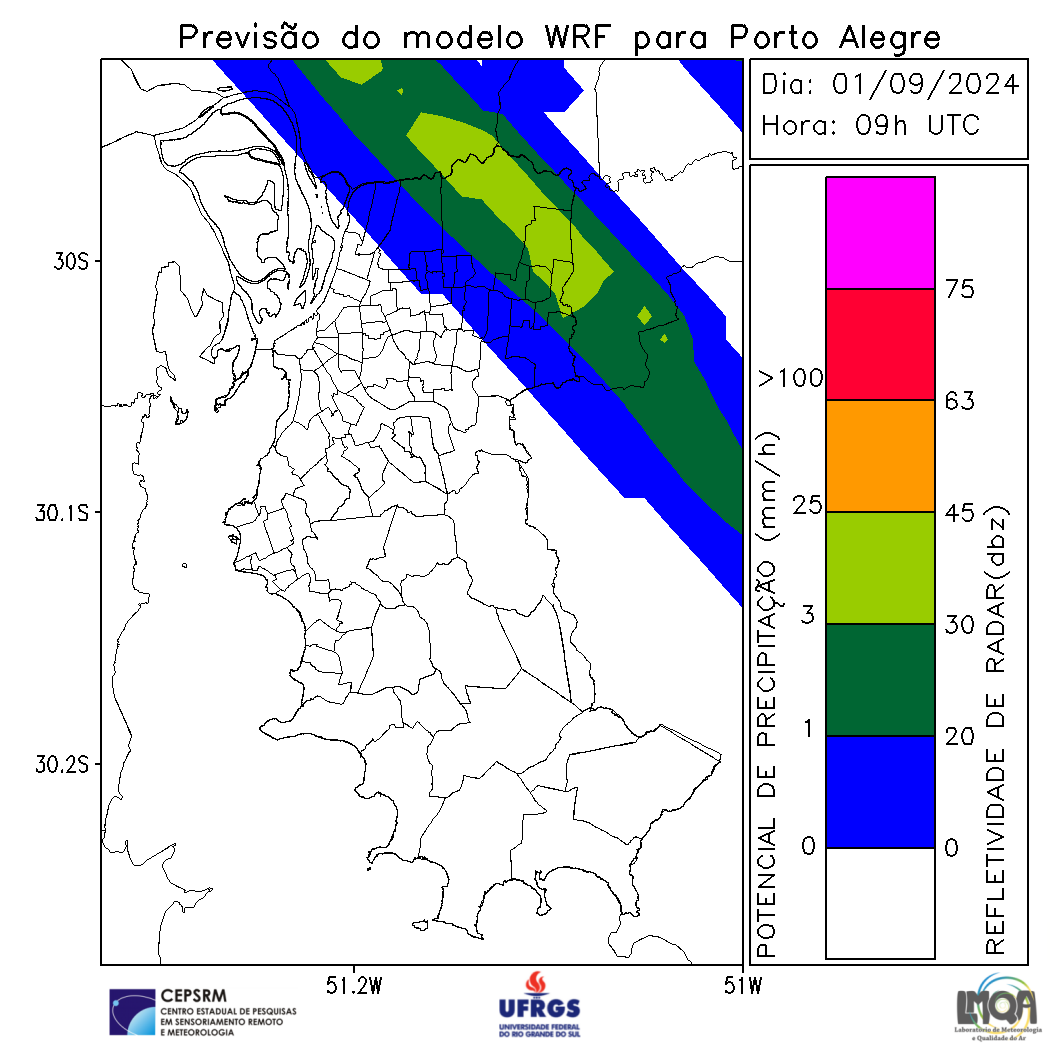 Previsão do modelo WRF para Porto Alegre
Dia: 01/09/2024
Hora: 09h UTC
30S
30.1S
30.2S
51.2W
51W
POTENCIAL DE PRECIPITAÇÃO (mm/h)
>100
25
3
1
0
75
63
45
30
20
0
REFLETIVIDADE DE RADAR(dbz)
CEPSRM
CENTRO ESTADUAL DE PESQUISAS
EM SENSORIAMENTO REMOTO
E METEOROLOGIA
UFRGS
UNIVERSIDADE FEDERAL
DO RIO GRANDE DO SUL
LMQA
Laboratório de Meteorologia
e Qualidade do Ar